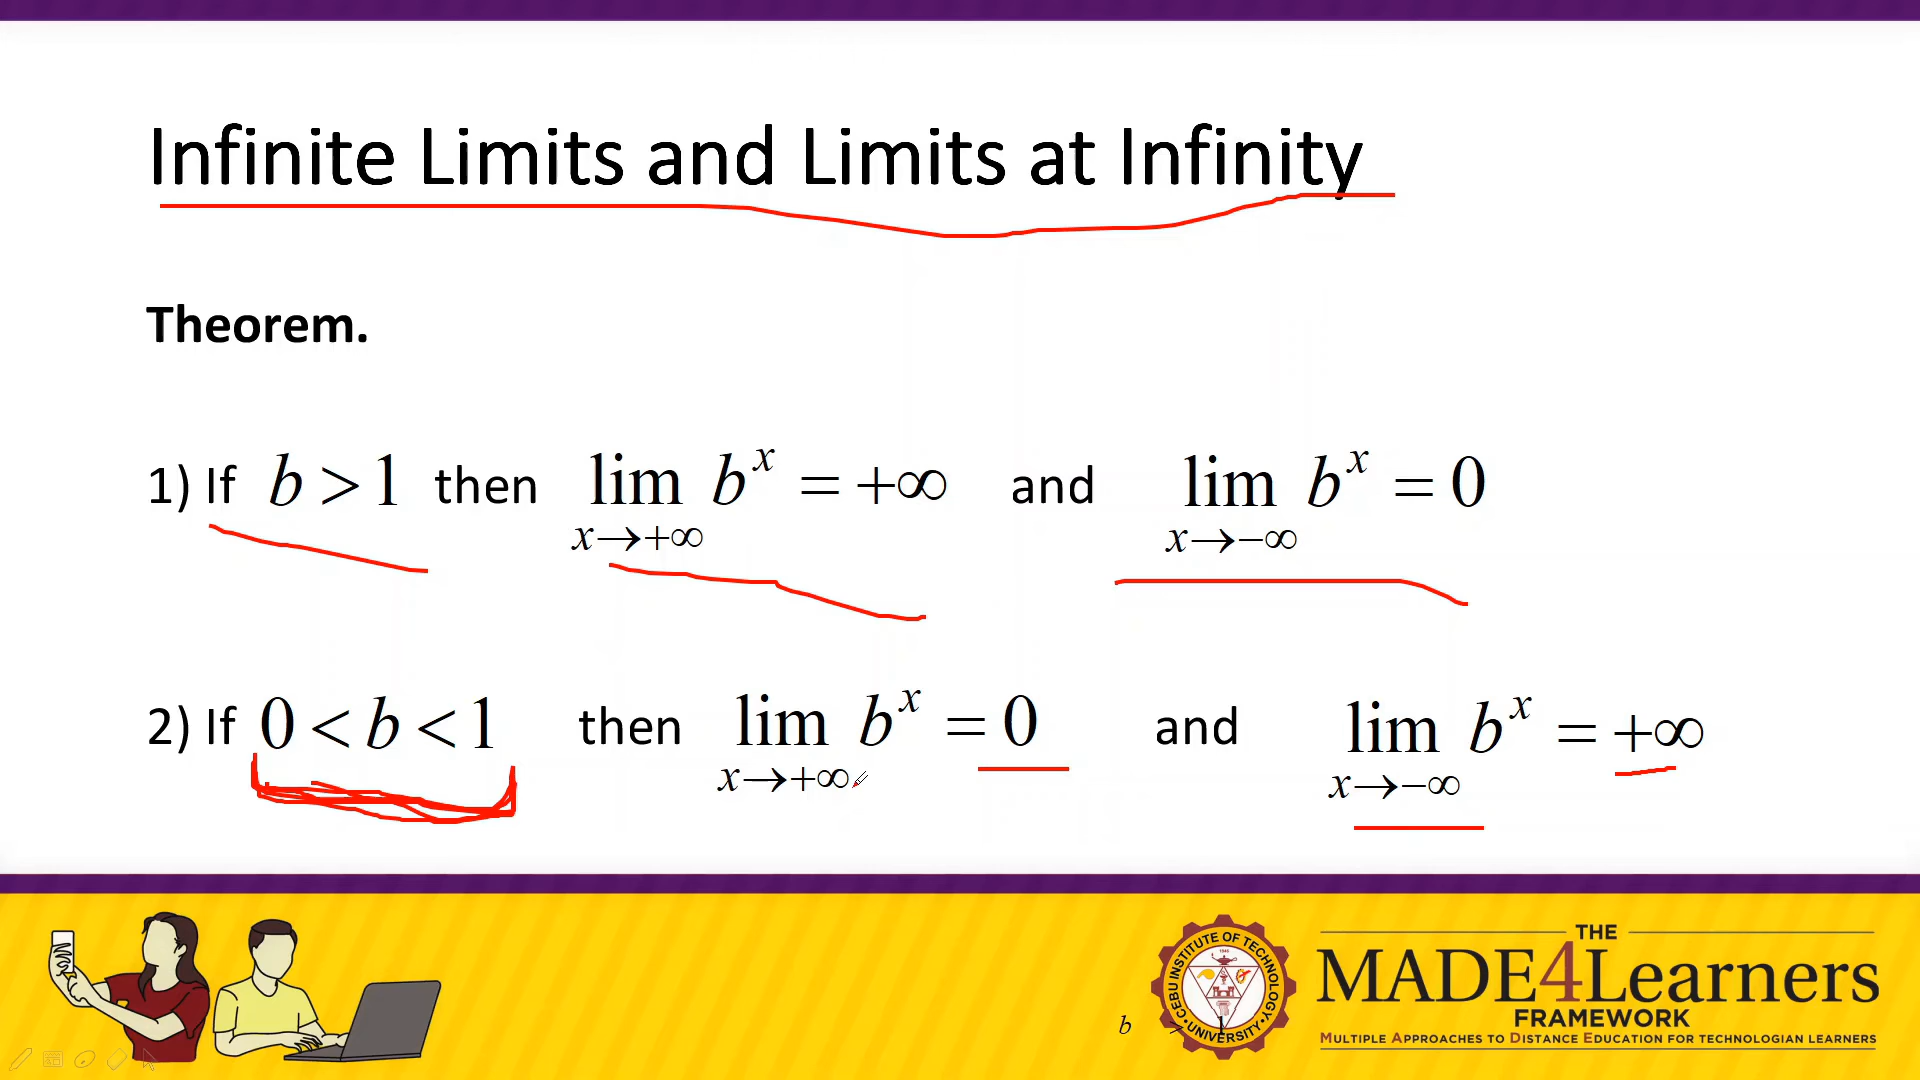 Infinite Limits and Limits at Infinity
Theorem.
1) If b > 1 then lim x→+∞ b^x = +∞ and lim x→−∞ b^x = 0
2) If 0 < b < 1 then lim x→+∞ b^x = 0 and lim x→−∞ b^x = +∞
CEBU INSTITUTE OF TECHNOLOGY
• UNIVERSITY •
1946
b > 1
THE
MADE4Learners
FRAMEWORK
MULTIPLE APPROACHES TO DISTANCE EDUCATION FOR TECHNOLOGIAN LEARNERS